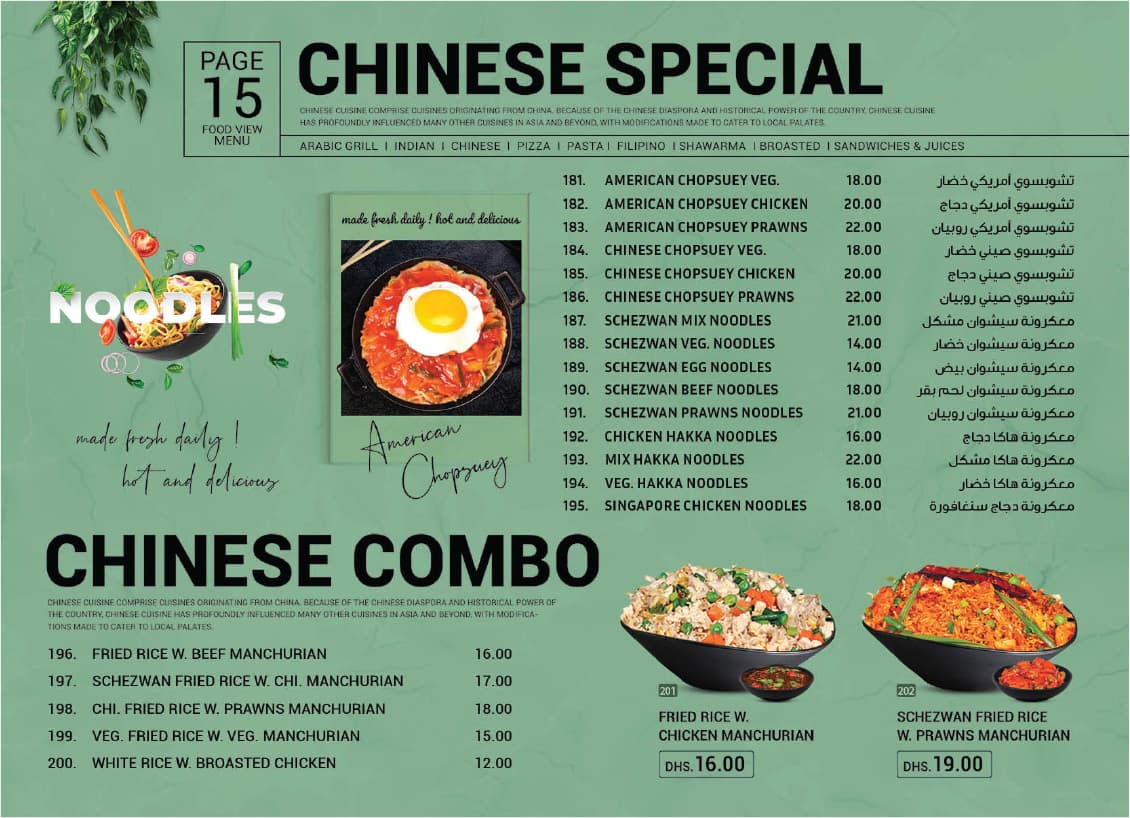 PAGE
15
FOOD VIEW
MENU
CHINESE SPECIAL
CHINESE CUISINE COMPRISE CUISINES ORIGINATING FROM CHINA. BECAUSE OF THE CHINESE DIASPORA AND HISTORICAL POWER OF THE COUNTRY, CHINESE CUISINE
HAS PROFOUNDLY INFLUENCED MANY OTHER CUISINES IN ASIA AND BEYOND, WITH MODIFICATIONS MADE TO CATER TO LOCAL PALATES.
ARABIC GRILL I INDIAN I CHINESE I PIZZA I PASTA I FILIPINO I SHAWARMA I BROASTED I SANDWICHES & JUICES
NOODLES
made fresh daily !
hot and delicious
made fresh daily ! hot and delicious
American
Chopsuey
181. AMERICAN CHOPSUEY VEG. 18.00 تشوبسوي أمريكي خضار
182. AMERICAN CHOPSUEY CHICKEN 20.00 تشوبسوي أمريكي دجاج
183. AMERICAN CHOPSUEY PRAWNS 22.00 تشوبسوي أمريكي روبيان
184. CHINESE CHOPSUEY VEG. 18.00 تشوبسوي صيني خضار
185. CHINESE CHOPSUEY CHICKEN 20.00 تشوبسوي صيني دجاج
186. CHINESE CHOPSUEY PRAWNS 22.00 تشوبسوي صيني روبيان
187. SCHEZWAN MIX NOODLES 21.00 معكرونة سيشوان مشكل
188. SCHEZWAN VEG. NOODLES 14.00 معكرونة سيشوان خضار
189. SCHEZWAN EGG NOODLES 14.00 معكرونة سيشوان بيض
190. SCHEZWAN BEEF NOODLES 18.00 معكرونة سيشوان لحم بقر
191. SCHEZWAN PRAWNS NOODLES 21.00 معكرونة سيشوان روبيان
192. CHICKEN HAKKA NOODLES 16.00 معكرونة هاكا دجاج
193. MIX HAKKA NOODLES 22.00 معكرونة هاكا مشكل
194. VEG. HAKKA NOODLES 16.00 معكرونة هاكا خضار
195. SINGAPORE CHICKEN NOODLES 18.00 معكرونة دجاج سنغافورة
CHINESE COMBO
CHINESE CUISINE COMPRISE CUISINES ORIGINATING FROM CHINA. BECAUSE OF THE CHINESE DIASPORA AND HISTORICAL POWER OF
THE COUNTRY, CHINESE CUISINE HAS PROFOUNDLY INFLUENCED MANY OTHER CUISINES IN ASIA AND BEYOND, WITH MODIFICA-
TIONS MADE TO CATER TO LOCAL PALATES.
196. FRIED RICE W. BEEF MANCHURIAN 16.00
197. SCHEZWAN FRIED RICE W. CHI. MANCHURIAN 17.00
198. CHI. FRIED RICE W. PRAWNS MANCHURIAN 18.00
199. VEG. FRIED RICE W. VEG. MANCHURIAN 15.00
200. WHITE RICE W. BROASTED CHICKEN 12.00
201
FRIED RICE W.
CHICKEN MANCHURIAN
DHS.16.00
202
SCHEZWAN FRIED RICE
W. PRAWNS MANCHURIAN
DHS.19.00